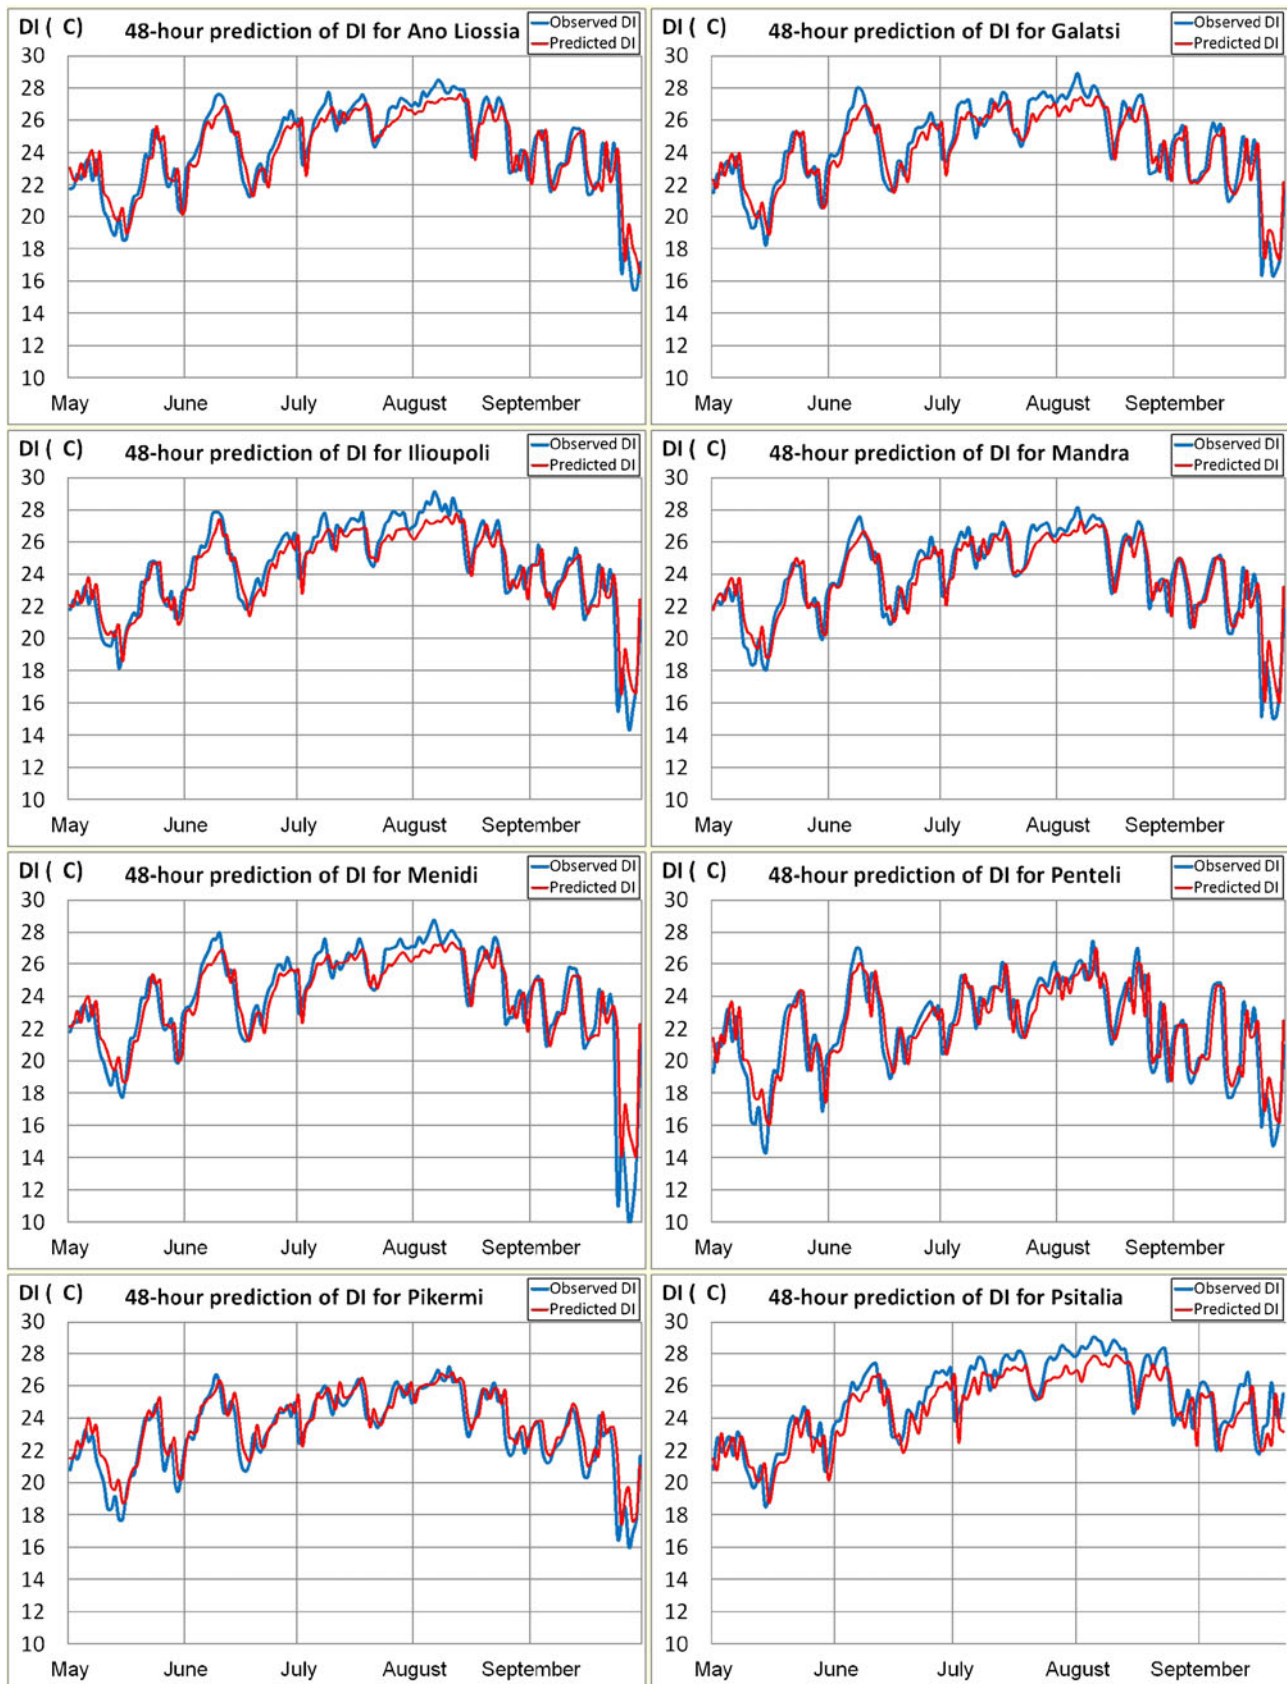 DI ( C) 48-hour prediction of DI for Ano Liossia
Observed DI
Predicted DI
30
28
26
24
22
20
18
16
14
12
10
May June July August September
DI ( C) 48-hour prediction of DI for Galatsi
Observed DI
Predicted DI
30
28
26
24
22
20
18
16
14
12
10
May June July August September
DI ( C) 48-hour prediction of DI for Ilioupoli
Observed DI
Predicted DI
30
28
26
24
22
20
18
16
14
12
10
May June July August September
DI ( C) 48-hour prediction of DI for Mandra
Observed DI
Predicted DI
30
28
26
24
22
20
18
16
14
12
10
May June July August September
DI ( C) 48-hour prediction of DI for Menidi
Observed DI
Predicted DI
30
28
26
24
22
20
18
16
14
12
10
May June July August September
DI ( C) 48-hour prediction of DI for Penteli
Observed DI
Predicted DI
30
28
26
24
22
20
18
16
14
12
10
May June July August September
DI ( C) 48-hour prediction of DI for Pikermi
Observed DI
Predicted DI
30
28
26
24
22
20
18
16
14
12
10
May June July August September
DI ( C) 48-hour prediction of DI for Psitalia
Observed DI
Predicted DI
30
28
26
24
22
20
18
16
14
12
10
May June July August September